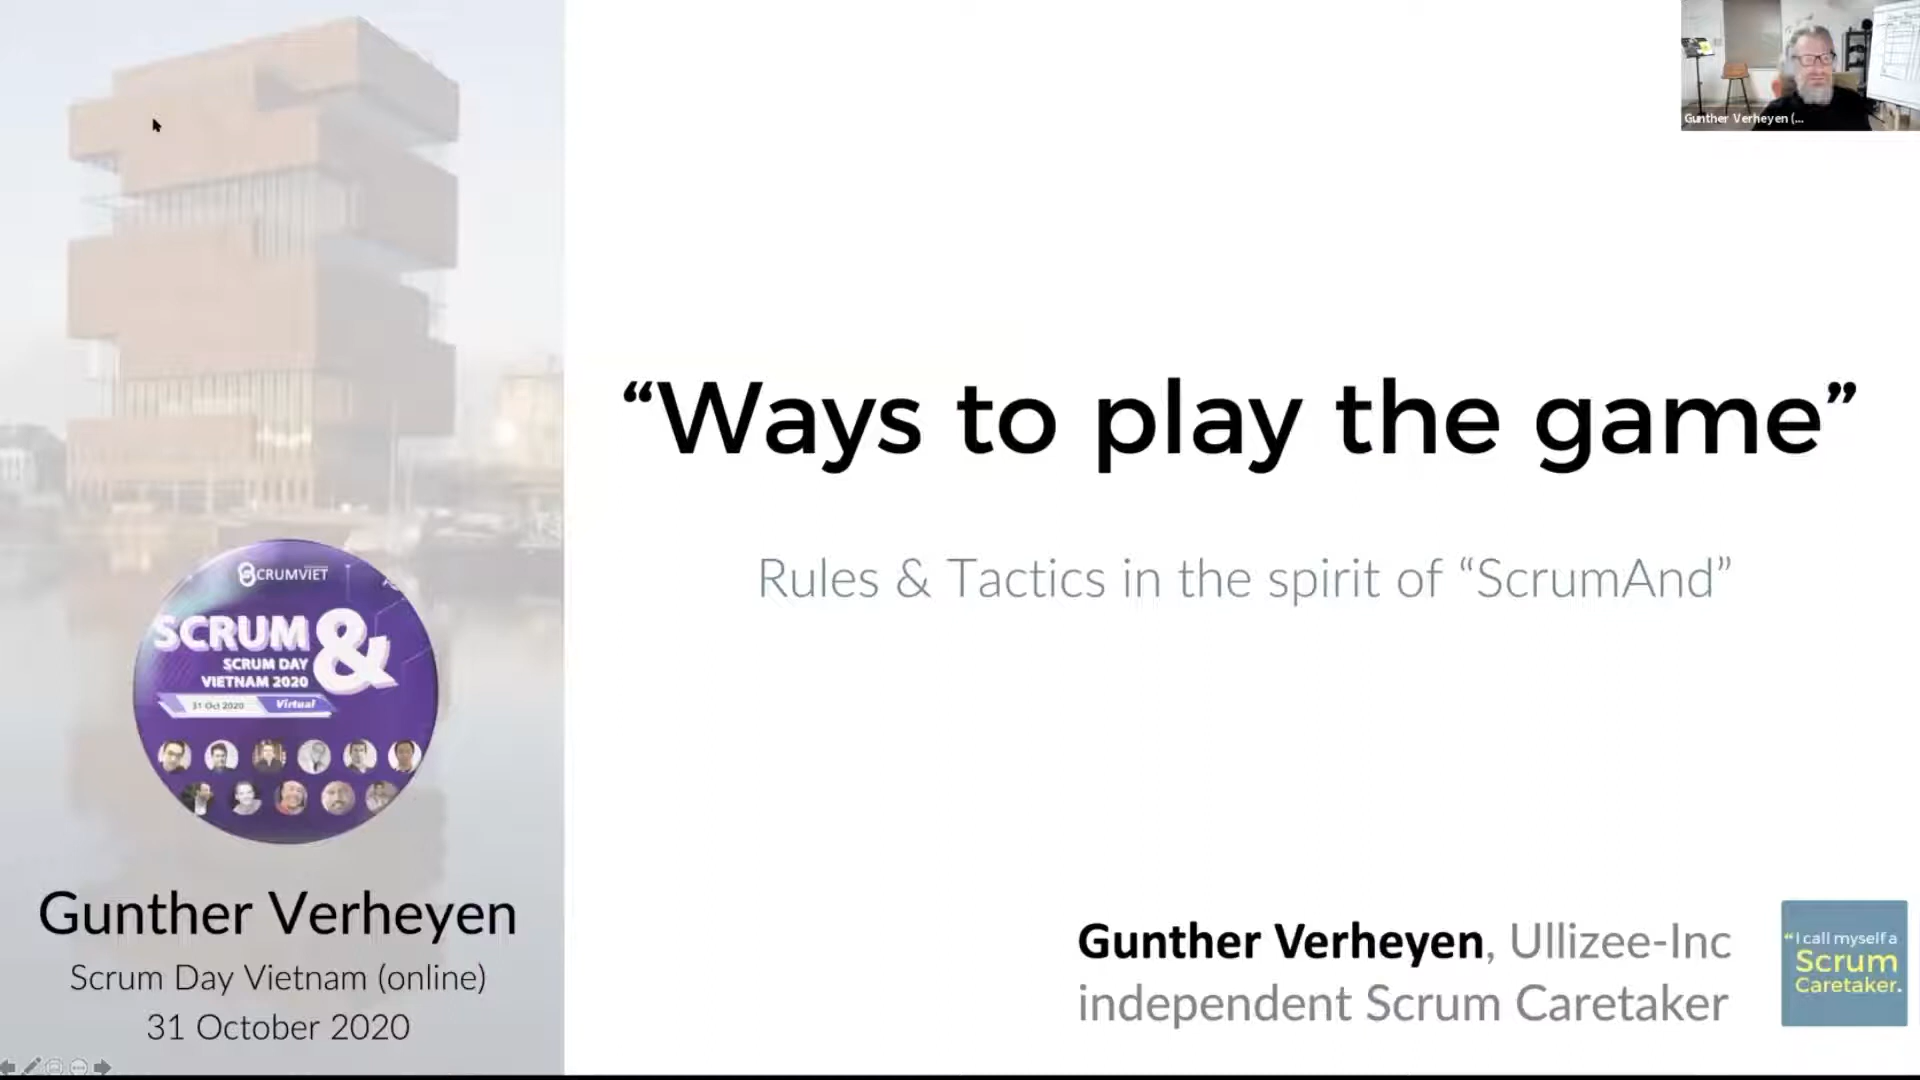 Gunther Verheyen (...
“Ways to play the game”
Rules & Tactics in the spirit of “ScrumAnd”
SCRUMVIET
SCRUM &
SCRUM DAY
VIETNAM 2020
31 Oct 2020 Virtual
Gunther Verheyen
Scrum Day Vietnam (online)
31 October 2020
Gunther Verheyen, Ullizee-Inc
independent Scrum Caretaker
“I call myself a
Scrum
Caretaker.